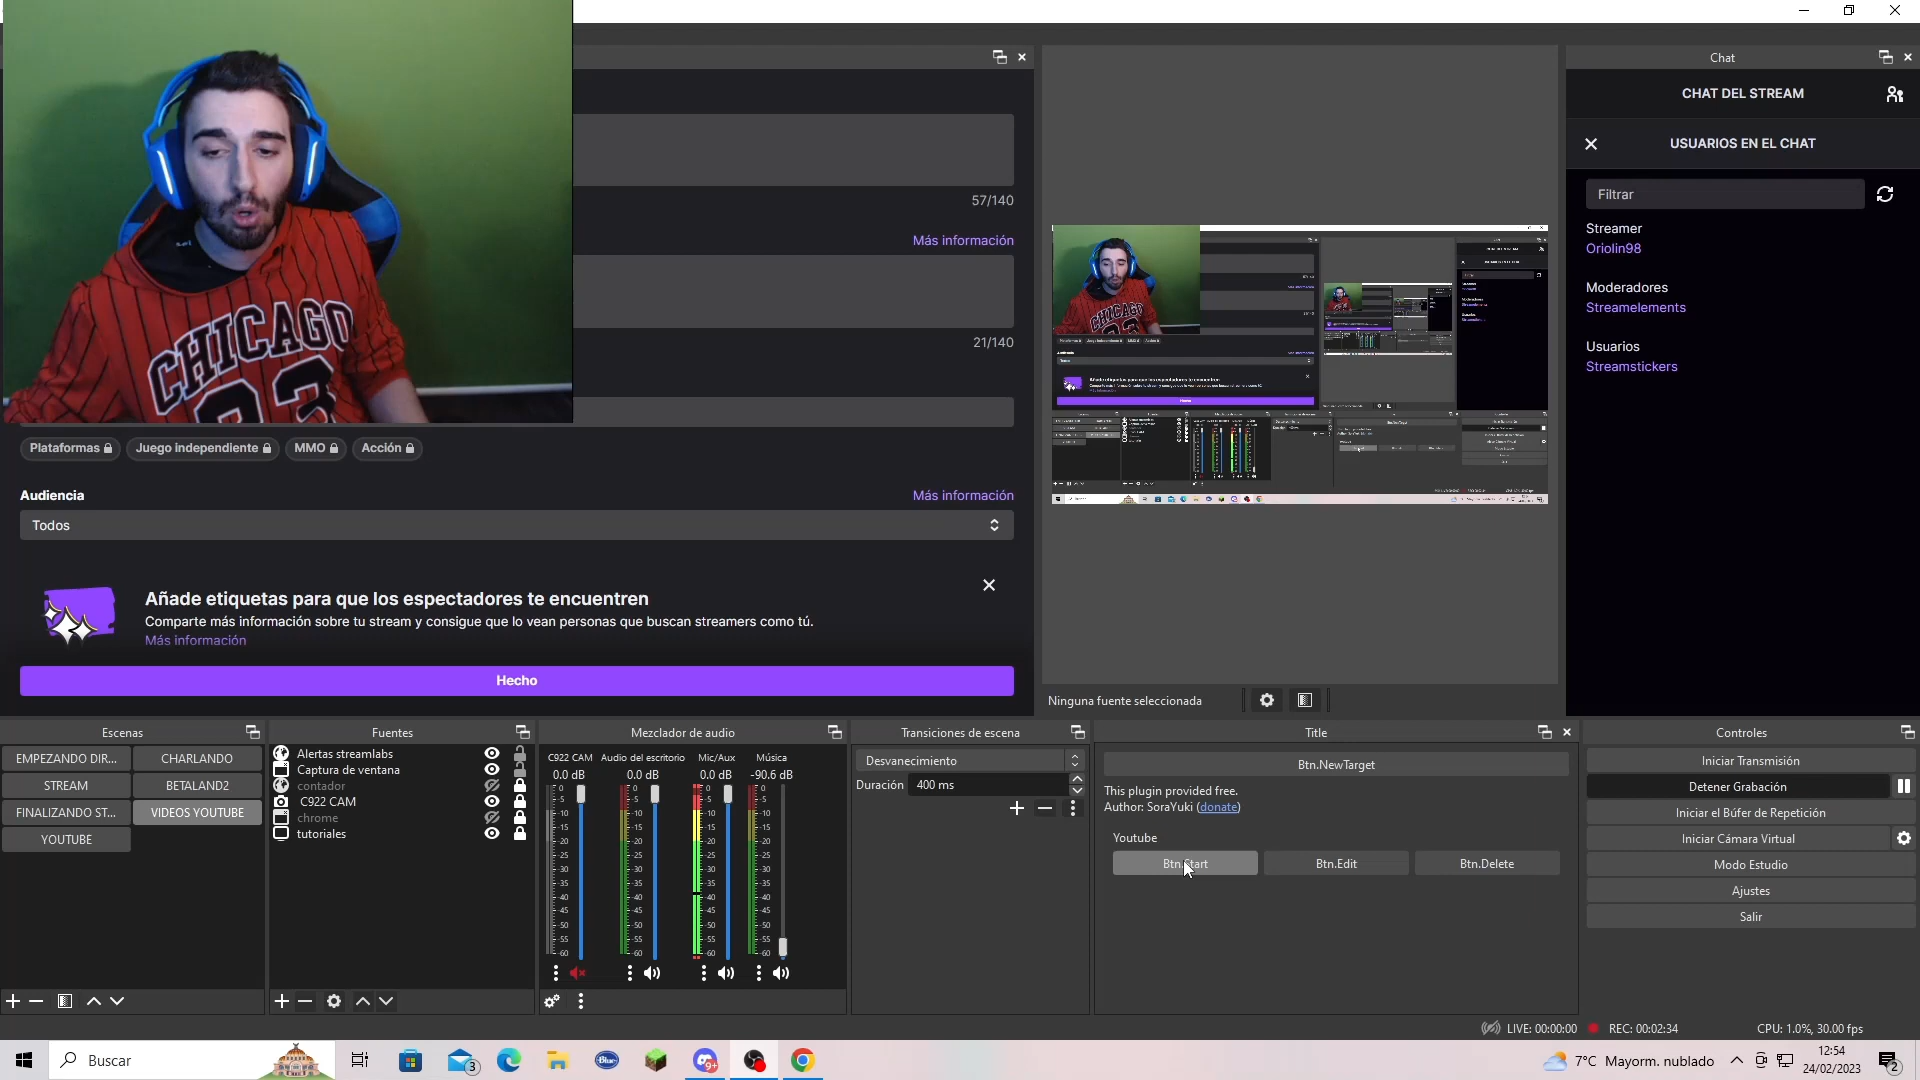 57/140
Más información
21/140
Plataformas
Juego independiente
MMO
Acción
Audiencia
Más información
Todos
Añade etiquetas para que los espectadores te encuentren
Comparte más información sobre tu stream y consigue que lo vean personas que buscan streamers como tú.
Más información
Hecho
CHICAGO
Ninguna fuente seleccionada
Chat
CHAT DEL STREAM
USUARIOS EN EL CHAT
Filtrar
Streamer
Oriolin98
Moderadores
Streamelements
Usuarios
Streamstickers
Escenas
EMPEZANDO DIR...
CHARLANDO
STREAM
BETALAND2
FINALIZANDO ST...
VIDEOS YOUTUBE
YOUTUBE
Fuentes
Alertas streamlabs
Captura de ventana
contador
C922 CAM
chrome
tutoriales
Mezclador de audio
C922 CAM
Audio del escritorio
Mic/Aux
Música
0.0 dB
0.0 dB
0.0 dB
-90.6 dB
Transiciones de escena
Desvanecimiento
Duración
400 ms
Title
Btn.NewTarget
This plugin provided free.
Author: SoraYuki (donate)
Youtube
Btn.Start
Btn.Edit
Btn.Delete
Controles
Iniciar Transmisión
Detener Grabación
Iniciar el Búfer de Repetición
Iniciar Cámara Virtual
Modo Estudio
Ajustes
Salir
LIVE: 00:00:00
REC: 00:02:34
CPU: 1.0%, 30.00 fps
Buscar
3
Blue
9+
7°C Mayorm. nublado
12:54
24/02/2023
2